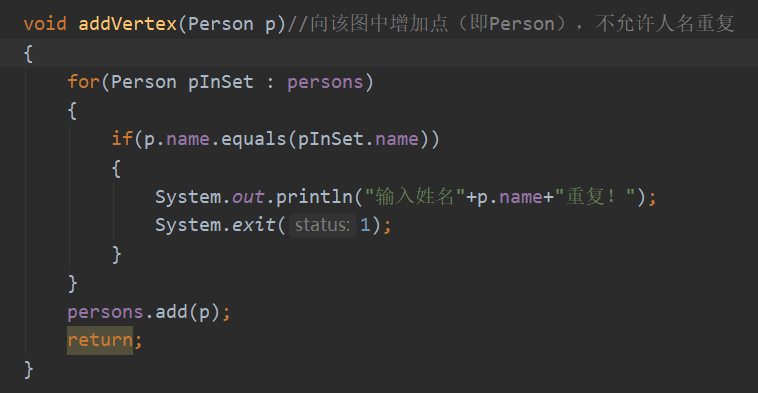 void addVertex(Person p)//向该图中增加点（即Person），不允许人名重复
{
for(Person pInSet : persons)
{
if(p.name.equals(pInSet.name))
{
System.out.println("输入姓名"+p.name+"重复！");
System.exit( status: 1);
}
}
persons.add(p);
return;
}